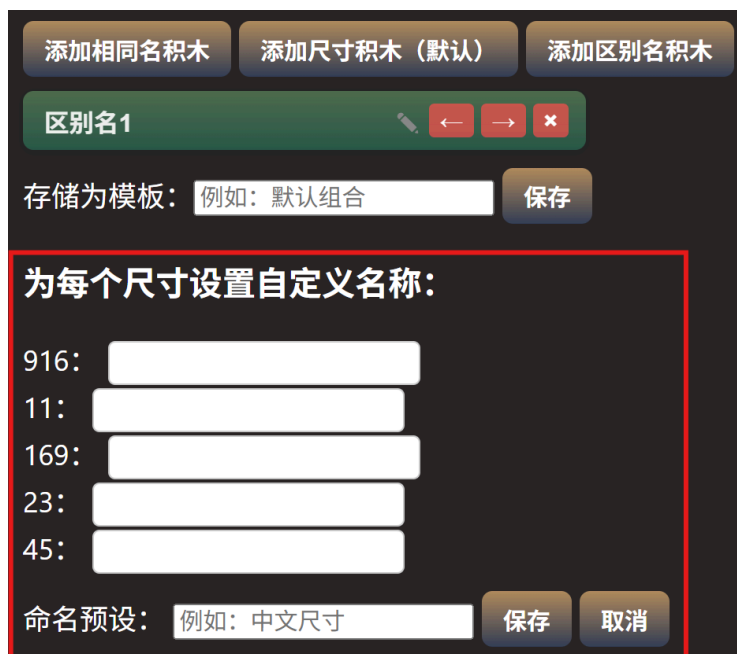 添加相同名积木 添加尺寸积木（默认） 添加区别名积木
区别名1 ← → ×
存储为模板： 例如：默认组合 保存
为每个尺寸设置自定义名称：
916：
11：
169：
23：
45：
命名预设： 例如：中文尺寸 保存 取消